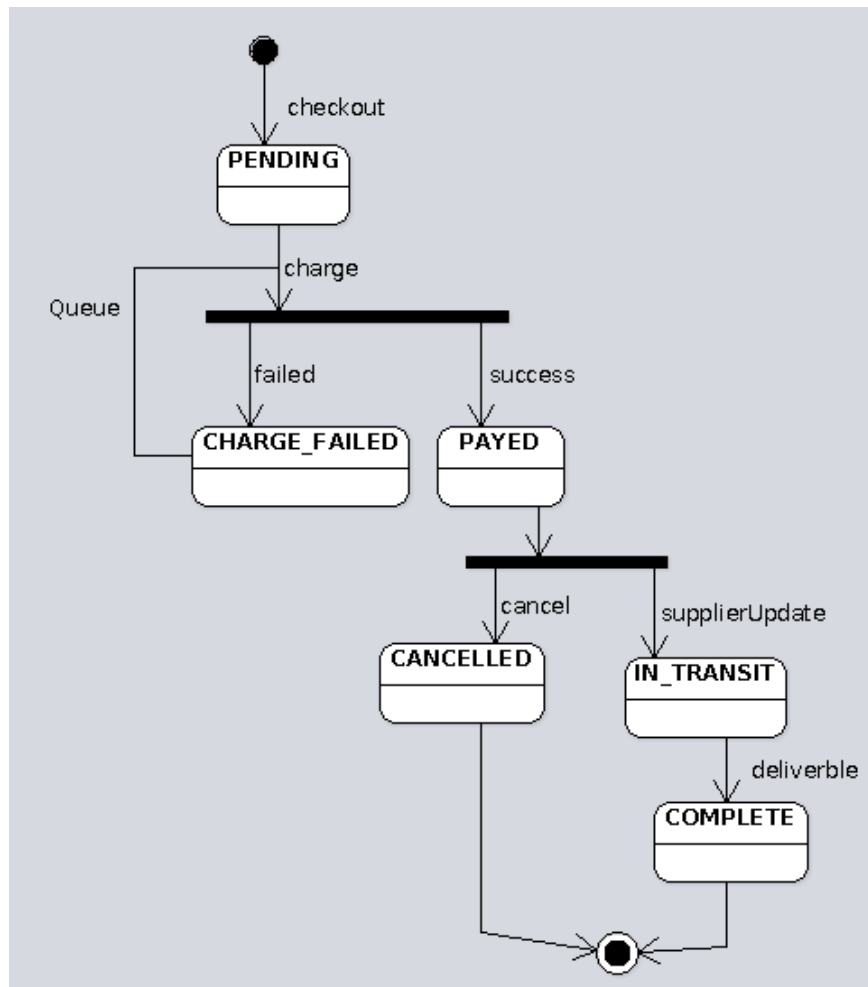 checkout
PENDING
charge
Queue
failed
success
CHARGE_FAILED
PAYED
cancel
supplierUpdate
CANCELLED
IN_TRANSIT
deliverble
COMPLETE